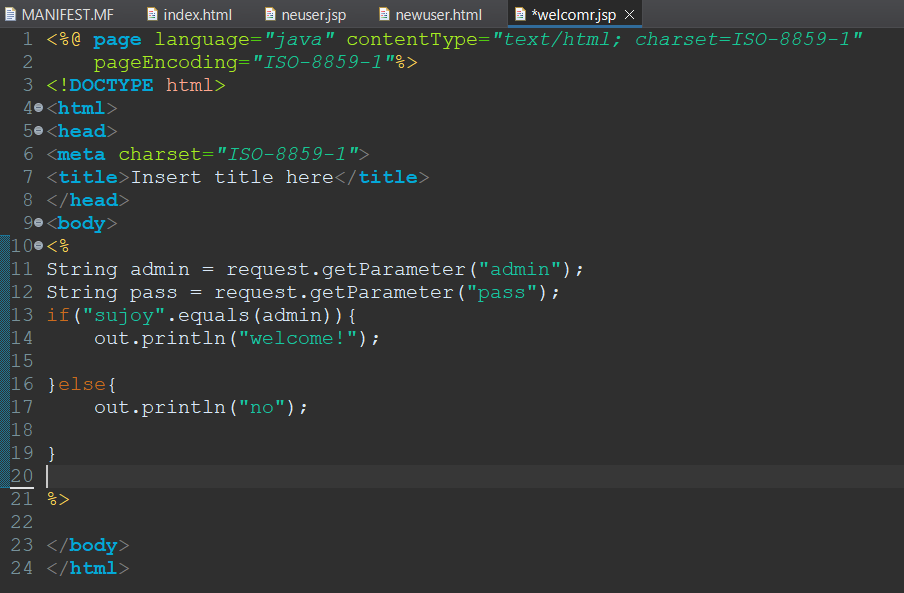 MANIFEST.MF index.html neuser.jsp newuser.html *welcomr.jsp
1 <%@ page language="java" contentType="text/html; charset=ISO-8859-1"
2     pageEncoding="ISO-8859-1"%>
3 <!DOCTYPE html>
4 <html>
5 <head>
6 <meta charset="ISO-8859-1">
7 <title>Insert title here</title>
8 </head>
9 <body>
10 <%
11 String admin = request.getParameter("admin");
12 String pass = request.getParameter("pass");
13 if("sujoy".equals(admin)){
14     out.println("welcome!");
15
16 }else{
17     out.println("no");
18
19 }
20
21 %>
22
23 </body>
24 </html>